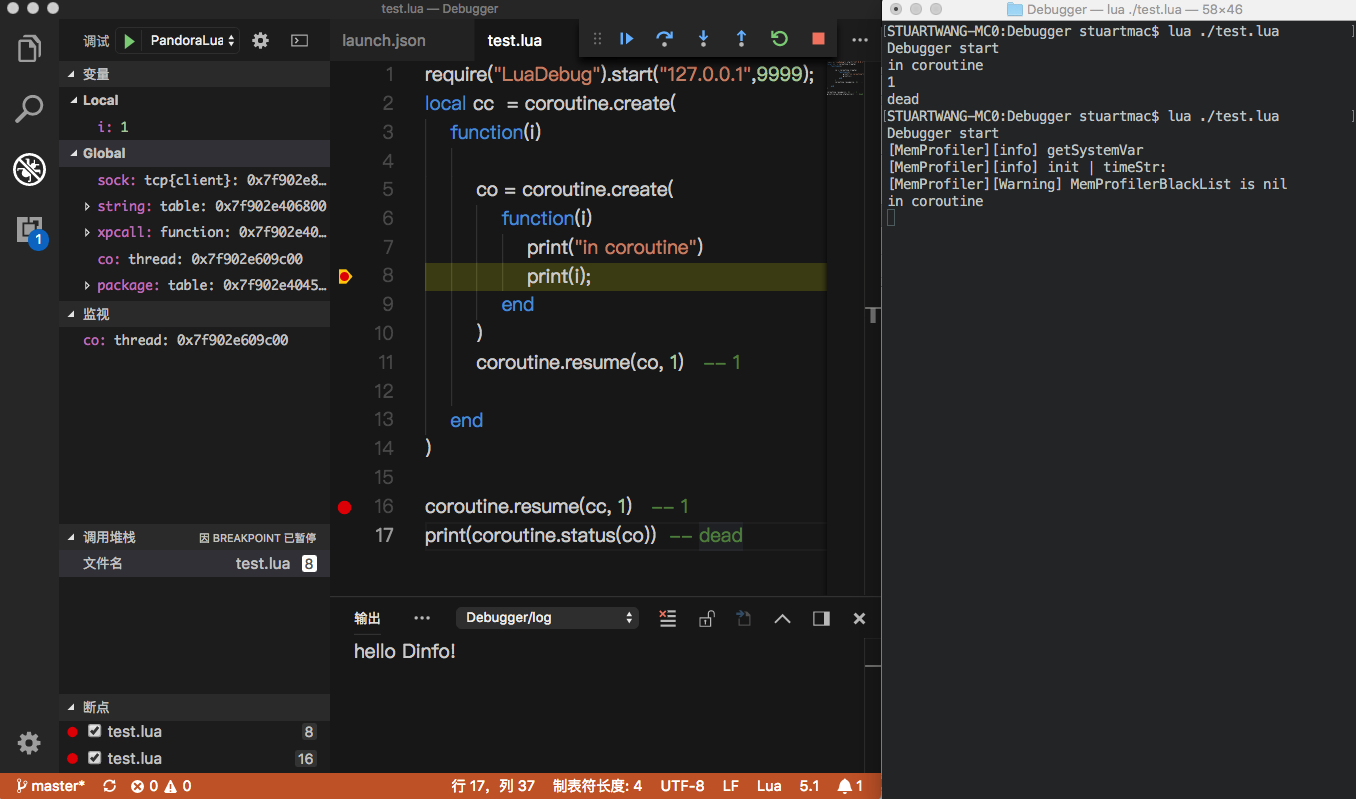 test.lua — Debugger
调试 PandoraLua
变量
Local
i: 1
Global
sock: tcp{client}: 0x7f902e8…
string: table: 0x7f902e406800
xpcall: function: 0x7f902e40…
co: thread: 0x7f902e609c00
package: table: 0x7f902e4045…
监视
co: thread: 0x7f902e609c00
调用堆栈 因 BREAKPOINT 已暂停
文件名 test.lua 8
断点
test.lua 8
test.lua 16
1
launch.json test.lua
1 require("LuaDebug").start("127.0.0.1",9999);
2 local cc = coroutine.create(
3 function(i)
4
5 co = coroutine.create(
6 function(i)
7 print("in coroutine")
8 print(i);
9 end
10 )
11 coroutine.resume(co, 1) -- 1
12
13 end
14 )
15
16 coroutine.resume(cc, 1) -- 1
17 print(coroutine.status(co)) -- dead
输出 Debugger/log
hello Dinfo!
master* 0 0 行 17，列 37 制表符长度: 4 UTF-8 LF Lua 5.1 1
Debugger — lua ./test.lua — 58×46
[STUARTWANG-MC0:Debugger stuartmac$ lua ./test.lua ]
Debugger start
in coroutine
1
dead
[STUARTWANG-MC0:Debugger stuartmac$ lua ./test.lua ]
Debugger start
[MemProfiler][info] getSystemVar
[MemProfiler][info] init | timeStr:
[MemProfiler][Warning] MemProfilerBlackList is nil
in coroutine